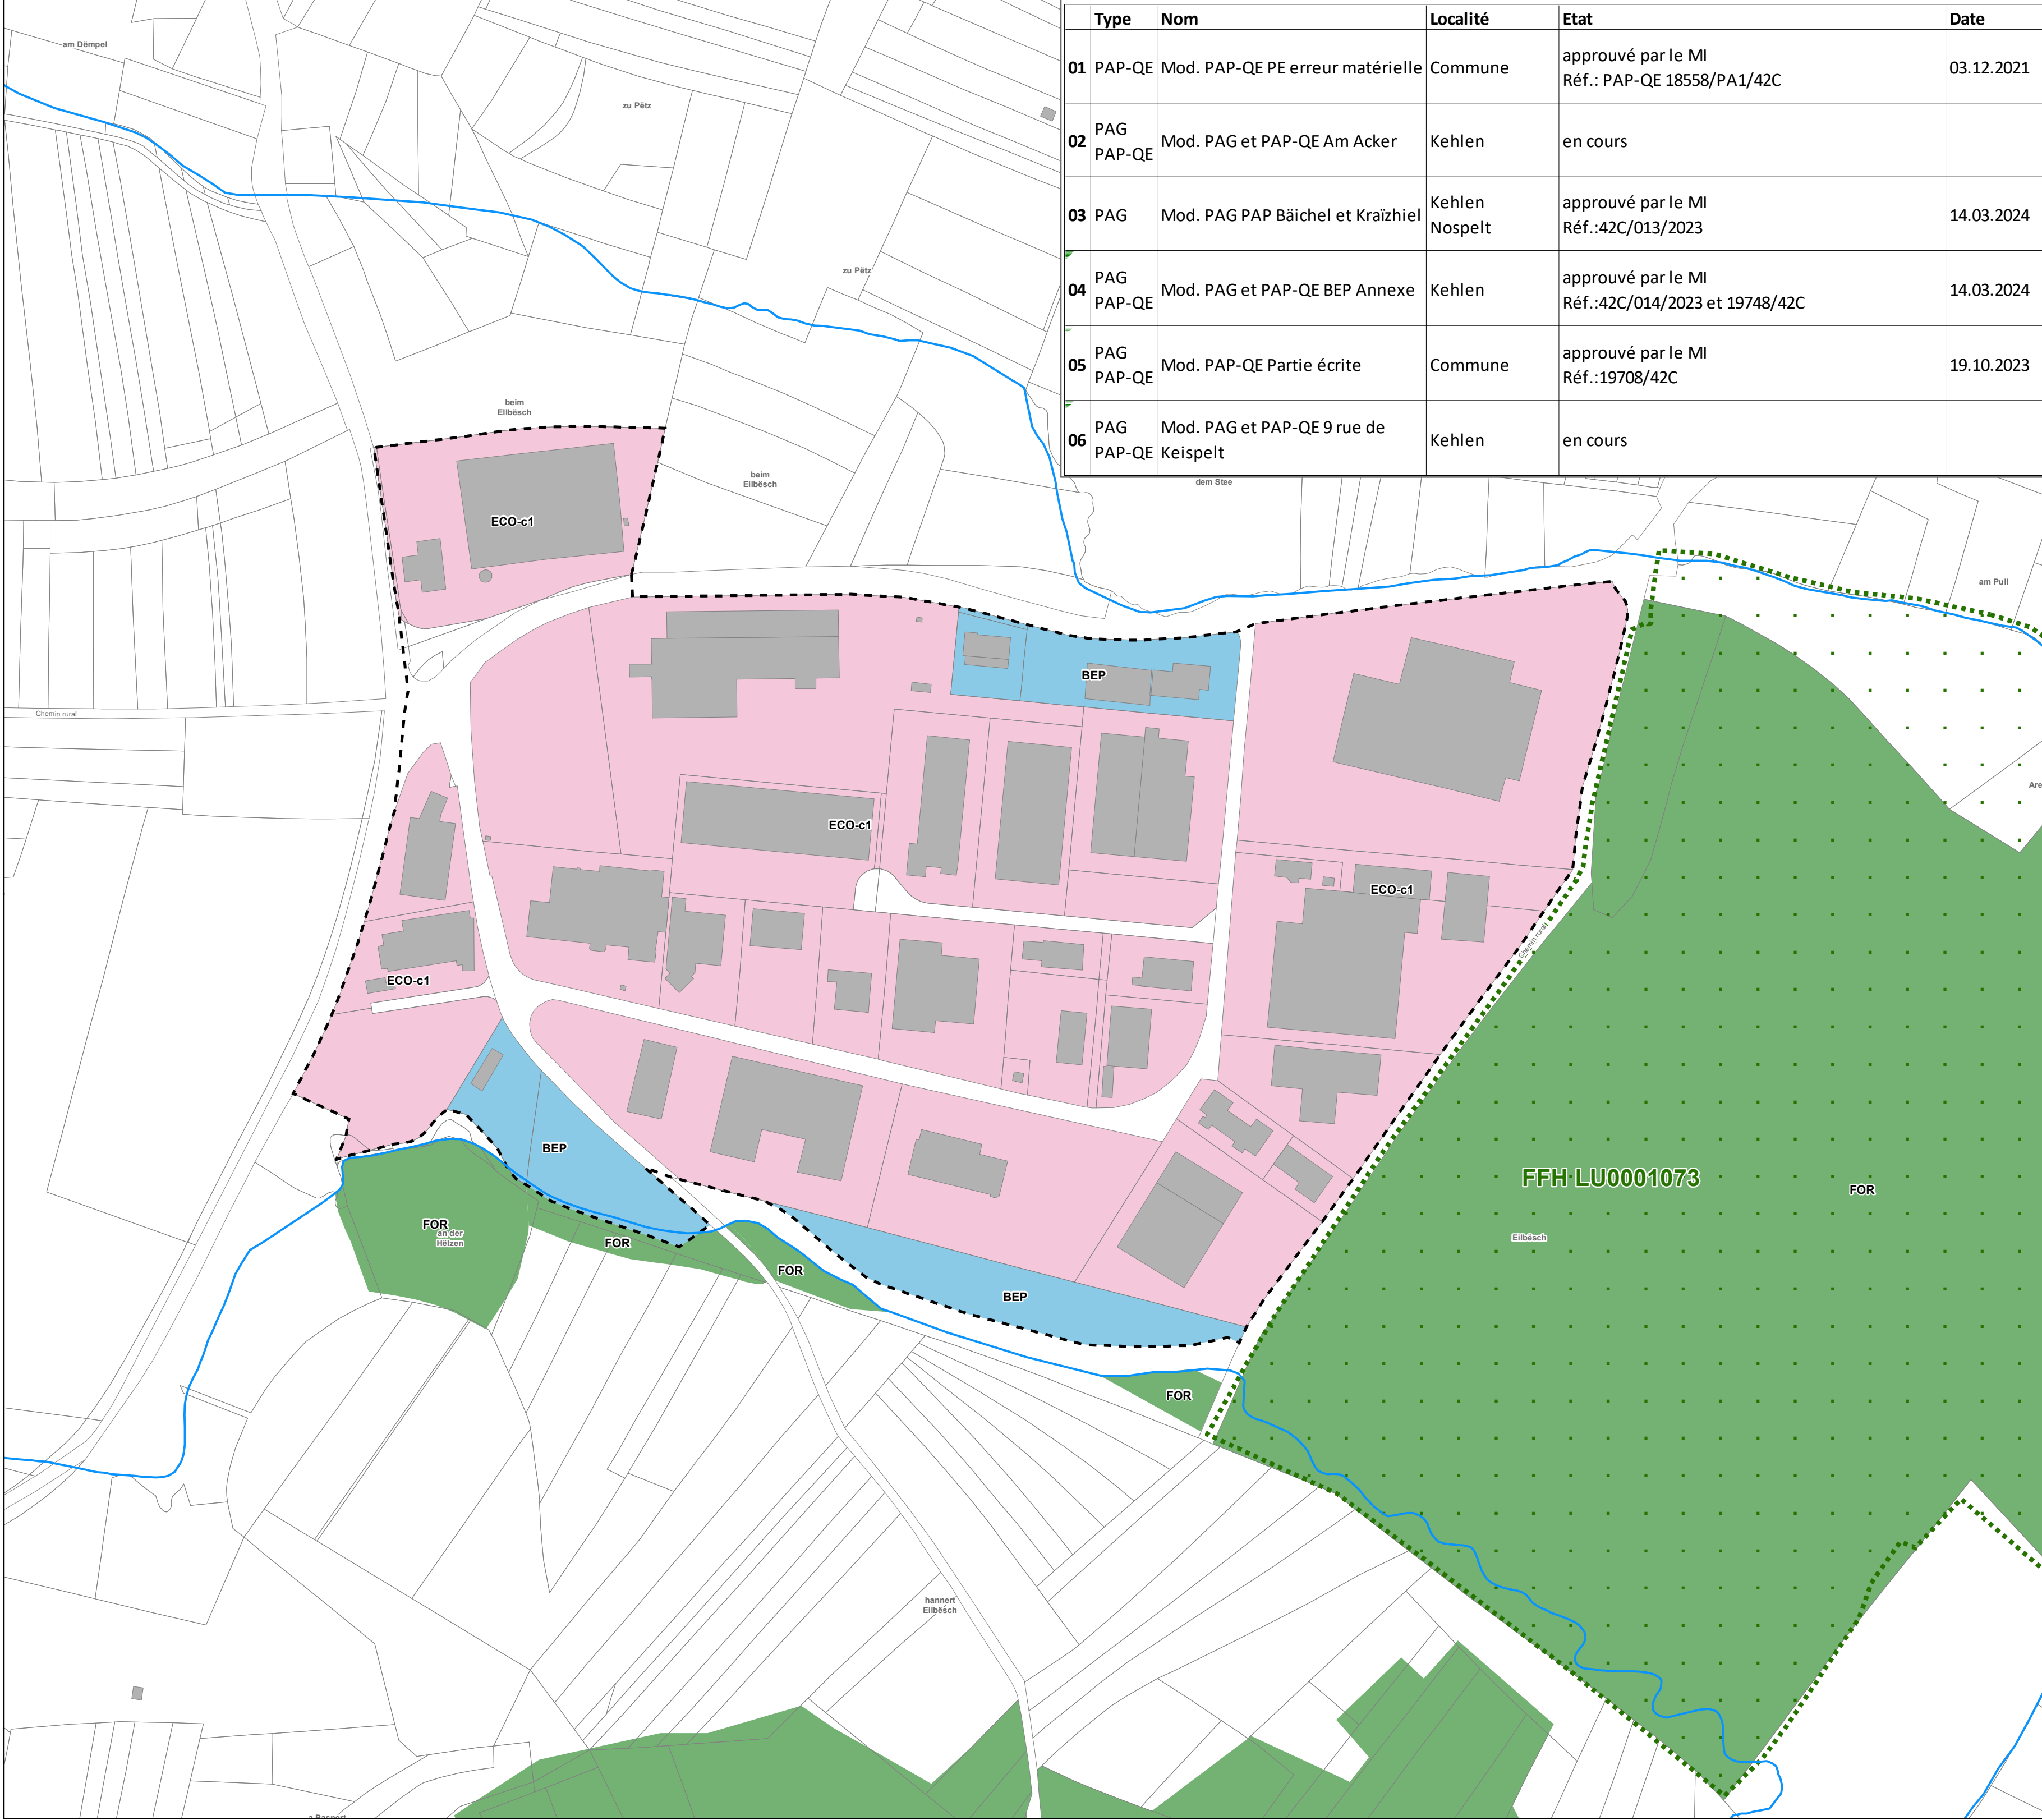 Type Nom Localité Etat Date
01 PAP-QE Mod. PAP-QE PE erreur matérielle Commune approuvé par le MI 03.12.2021
Réf.: PAP-QE 18558/PA1/42C
02 PAG Mod. PAG et PAP-QE Am Acker Kehlen en cours
PAP-QE
03 PAG Mod. PAG PAP Bäichel et Kraïzhiel Kehlen approuvé par le MI 14.03.2024
Nospelt Réf.:42C/013/2023
04 PAG Mod. PAG et PAP-QE BEP Annexe Kehlen approuvé par le MI 14.03.2024
PAP-QE Réf.:42C/014/2023 et 19748/42C
05 PAG Mod. PAP-QE Partie écrite Commune approuvé par le MI 19.10.2023
PAP-QE Réf.:19708/42C
06 PAG Mod. PAG et PAP-QE 9 rue de Kehlen en cours
PAP-QE Keispelt
am Dëmpel
zu Pëtz
zu Pëtz
beim
Eilbësch
beim
Eilbësch
dem Stee
ECO-c1
am Pull
BEP
Chemin rural
Are
ECO-c1
ECO-c1
Chemin rural
ECO-c1
BEP
FFH LU0001073
FOR
FOR
an der
Hëlzen
Eilbësch
FOR
FOR
BEP
FOR
hannert
Eilbësch